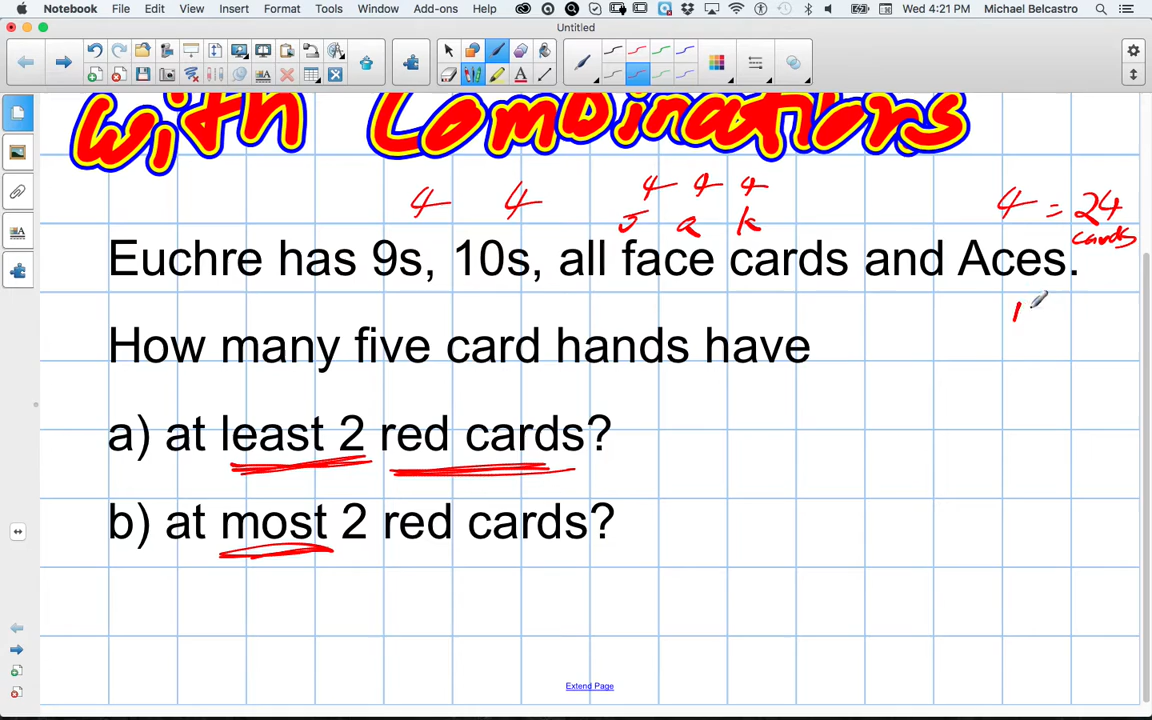 Notebook File Edit View Insert Format Tools Window Add-ons Help Wed 4:21 PM Michael Belcastro
Untitled
With Combinations
4 4 4 4 4 4 = 24
J Q K cards
Euchre has 9s, 10s, all face cards and Aces.
1
How many five card hands have
a) at least 2 red cards?
b) at most 2 red cards?
Extend Page